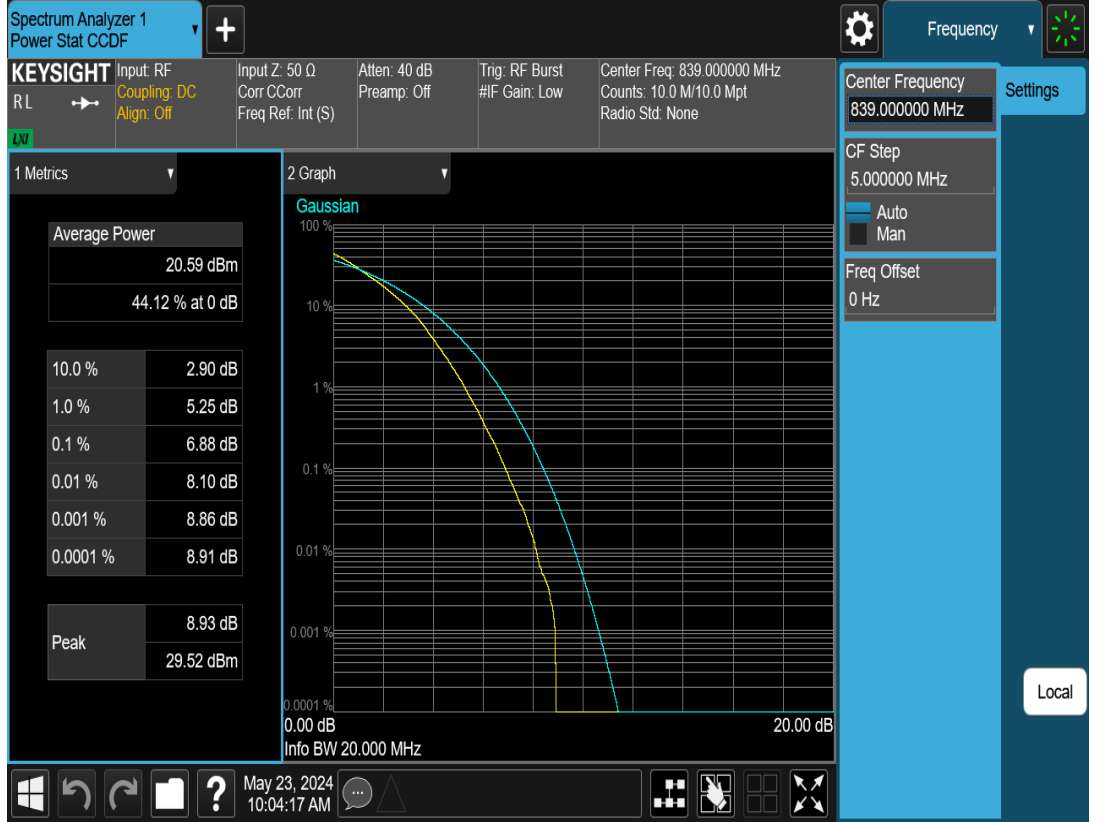 Spectrum Analyzer 1
Power Stat CCDF
+
Frequency
KEYSIGHT
RL
LXI
Input: RF
Coupling: DC
Align: Off
Input Z: 50 Ω
Corr CCorr
Freq Ref: Int (S)
Atten: 40 dB
Preamp: Off
Trig: RF Burst
#IF Gain: Low
Center Freq: 839.000000 MHz
Counts: 10.0 M/10.0 Mpt
Radio Std: None
Center Frequency
839.000000 MHz
Settings
CF Step
5.000000 MHz
Auto
Man
Freq Offset
0 Hz
Local
1 Metrics
Average Power
20.59 dBm
44.12 % at 0 dB
10.0 % 2.90 dB
1.0 % 5.25 dB
0.1 % 6.88 dB
0.01 % 8.10 dB
0.001 % 8.86 dB
0.0001 % 8.91 dB
Peak
8.93 dB
29.52 dBm
2 Graph
Gaussian
100 %
10 %
1 %
0.1 %
0.01 %
0.001 %
0.0001 %
0.00 dB 20.00 dB
Info BW 20.000 MHz
?
May 23, 2024
10:04:17 AM